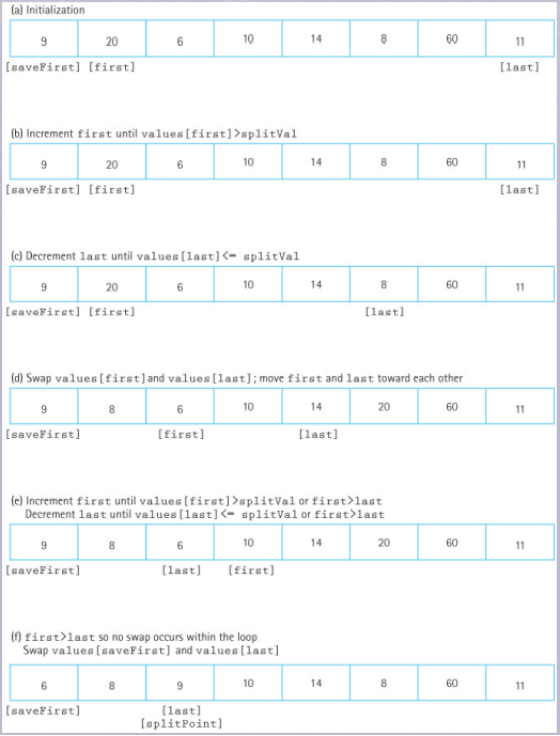 (a) Initialization
9 20 6 10 14 8 60 11
[saveFirst] [first] [last]
(b) Increment first until values[first]>splitVal
9 20 6 10 14 8 60 11
[saveFirst] [first] [last]
(c) Decrement last until values[last]<= splitVal
9 20 6 10 14 8 60 11
[saveFirst] [first] [last]
(d) Swap values[first] and values[last]; move first and last toward each other
9 8 6 10 14 20 60 11
[saveFirst] [first] [last]
(e) Increment first until values[first]>splitVal or first>last
Decrement last until values[last]<= splitVal or first>last
9 8 6 10 14 20 60 11
[saveFirst] [last] [first]
(f) first>last so no swap occurs within the loop
Swap values[saveFirst] and values[last]
6 8 9 10 14 8 60 11
[saveFirst] [last]
[splitPoint]